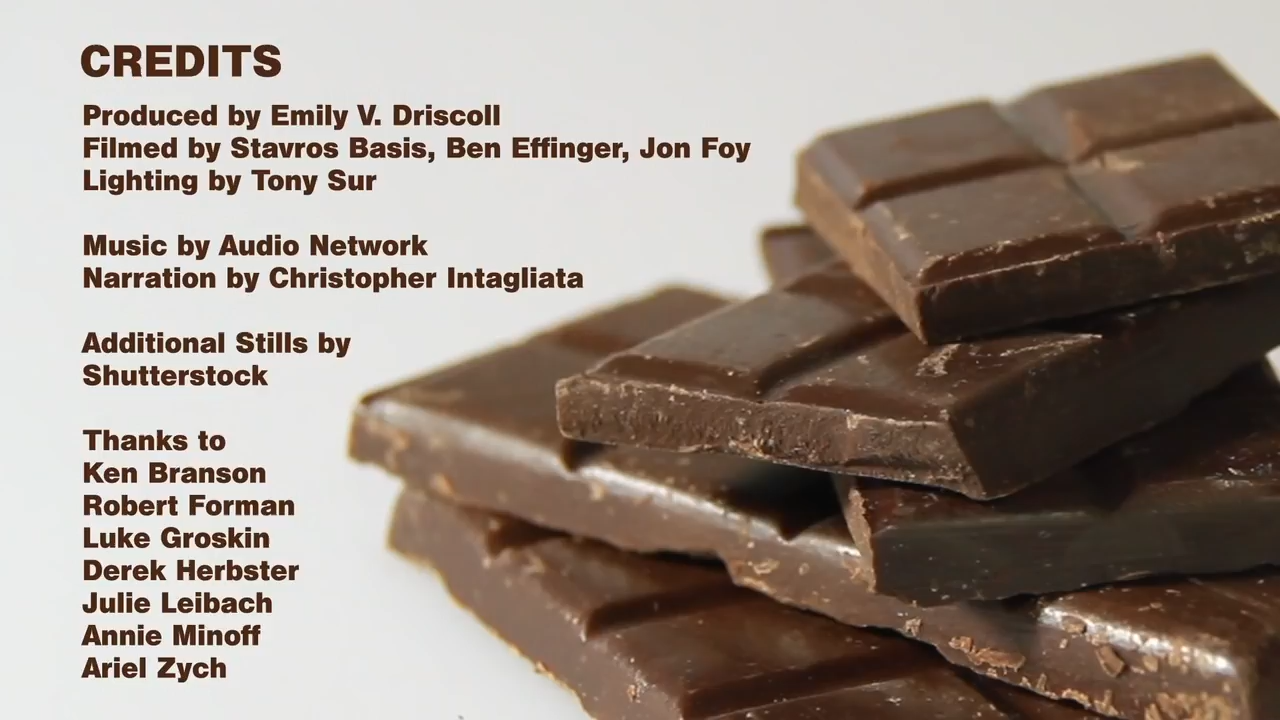 CREDITS
Produced by Emily V. Driscoll
Filmed by Stavros Basis, Ben Effinger, Jon Foy
Lighting by Tony Sur
Music by Audio Network
Narration by Christopher Intagliata
Additional Stills by
Shutterstock
Thanks to
Ken Branson
Robert Forman
Luke Groskin
Derek Herbster
Julie Leibach
Annie Minoff
Ariel Zych